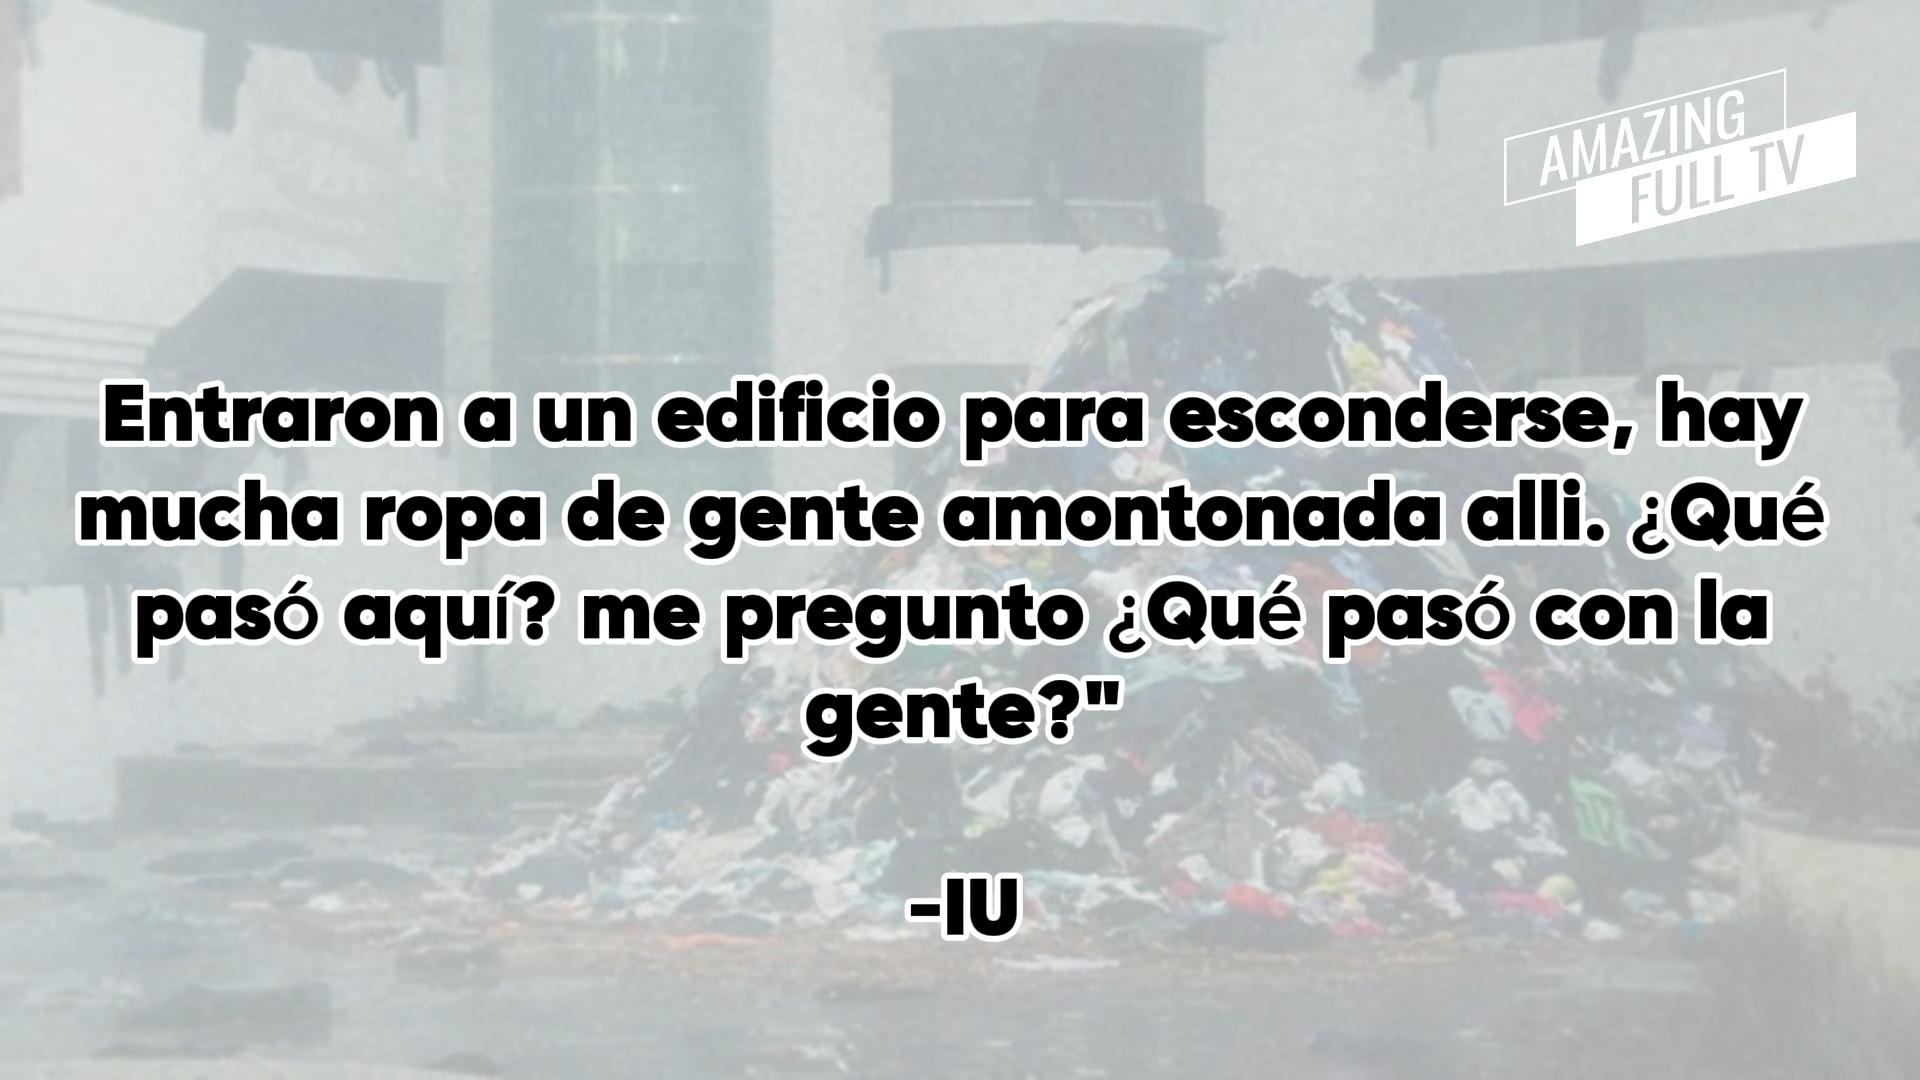 AMAZING
FULL TV
Entraron a un edificio para esconderse, hay
mucha ropa de gente amontonada alli. ¿Qué
pasó aquí? me pregunto ¿Qué pasó con la
gente?"
-IU